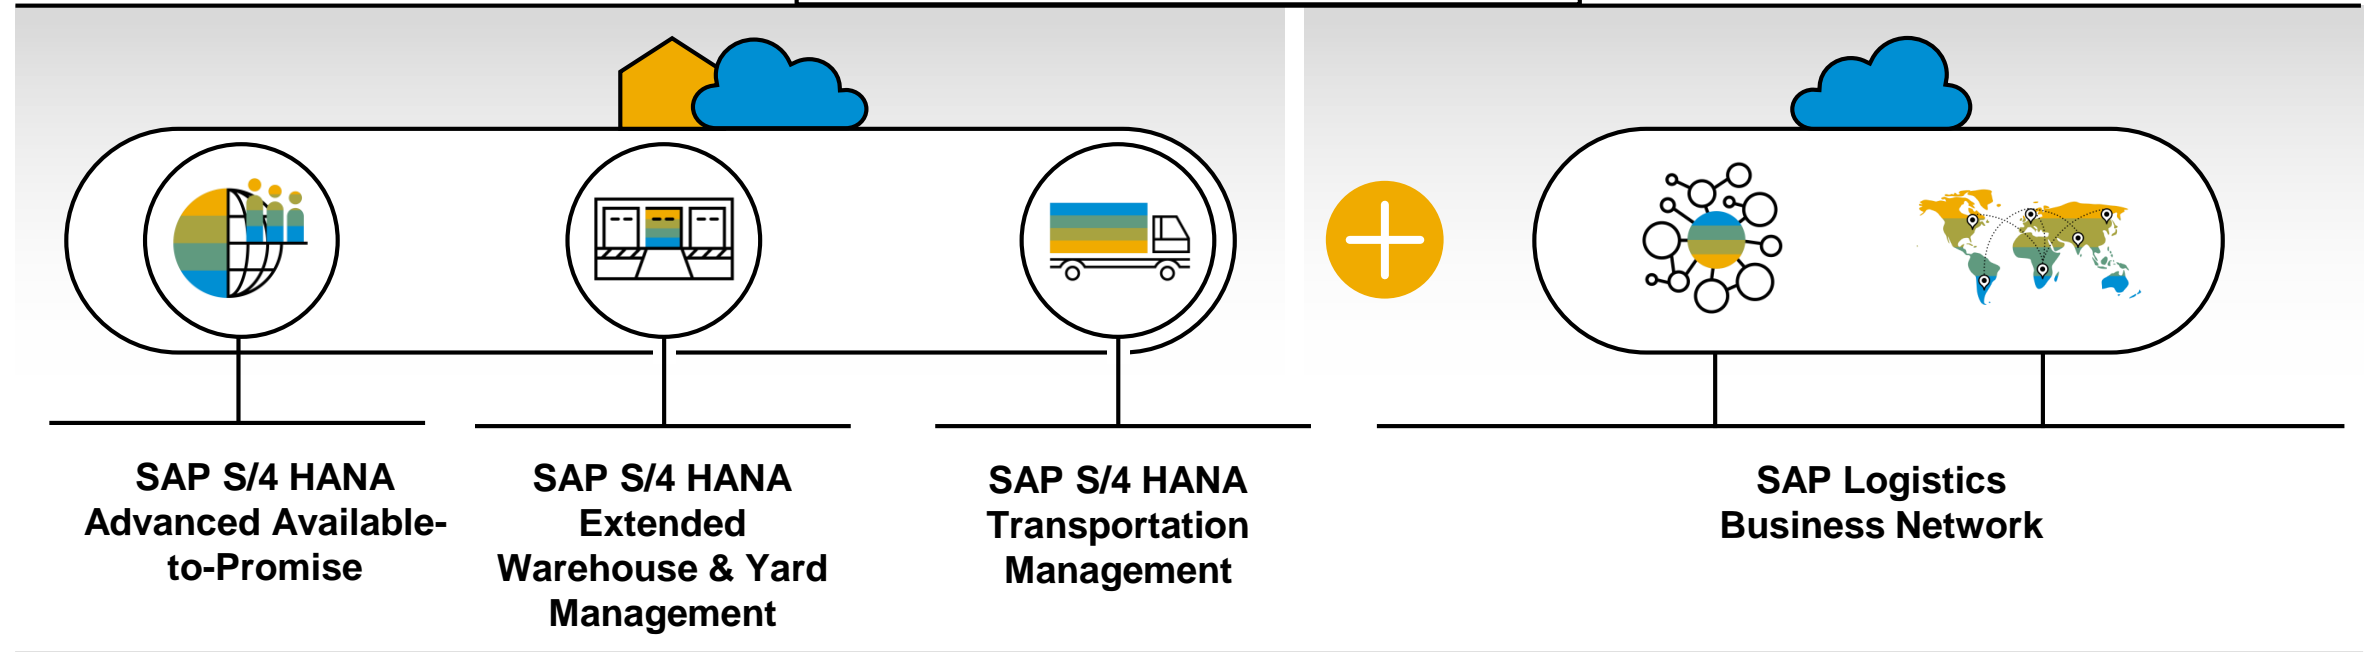 SAP S/4 HANA
Advanced Available-
to-Promise
SAP S/4 HANA
Extended
Warehouse & Yard
Management
SAP S/4 HANA
Transportation
Management
SAP Logistics
Business Network